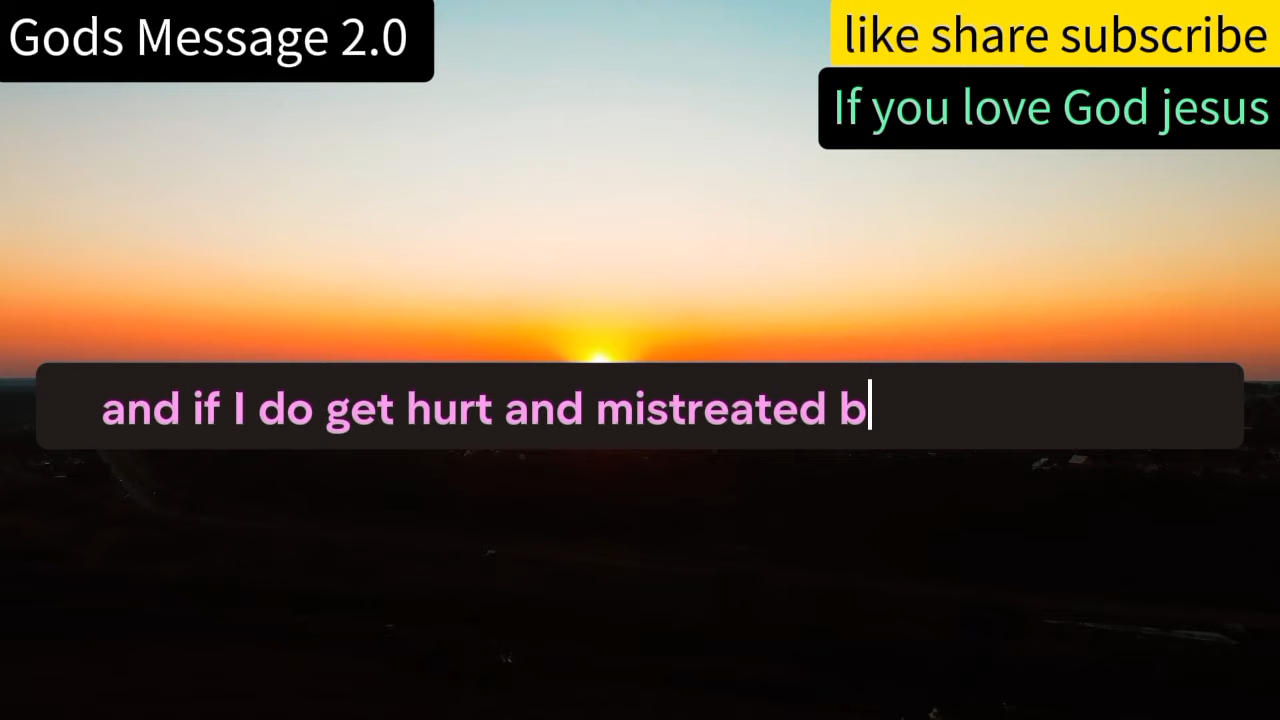 Gods Message 2.0
like share subscribe
If you love God jesus
and if I do get hurt and mistreated b